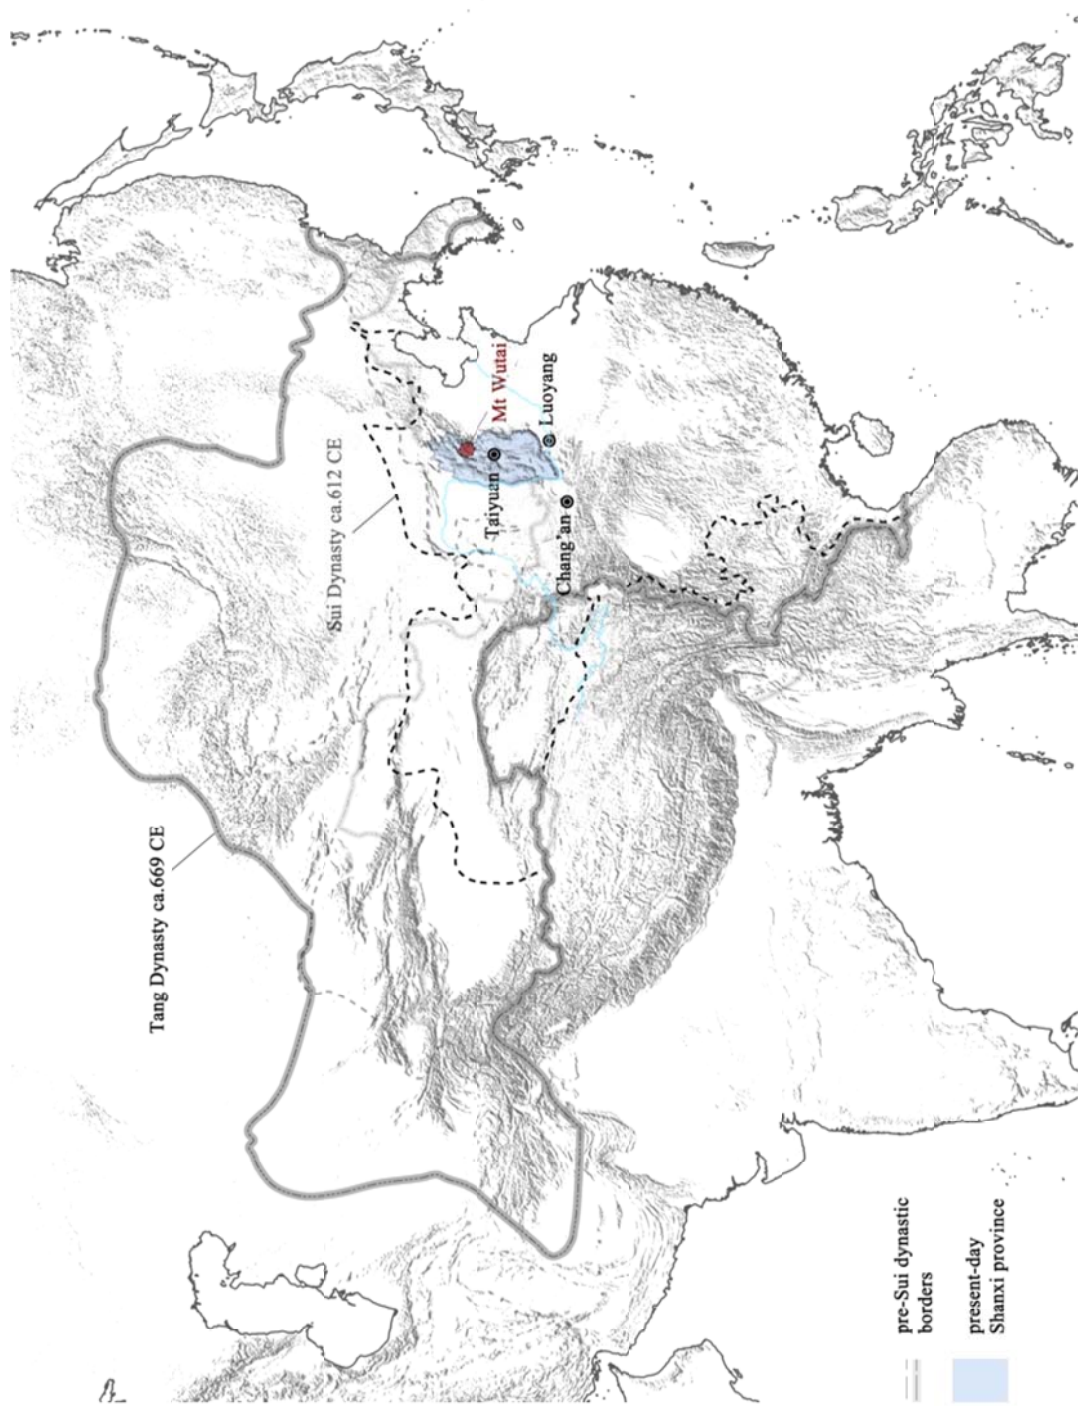 Tang Dynasty ca.669 CE
Sui Dynasty ca.612 CE
Mt Wutai
Taiyuan
Luoyang
Chang'an
pre-Sui dynastic
borders
present-day
Shanxi province